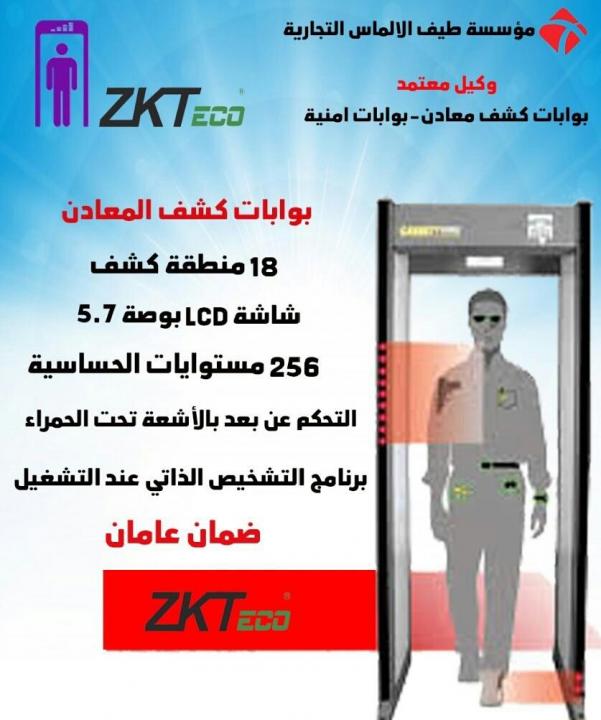 مؤسسة طيف الالماس التجارية
وكيل معتمد
بوابات كشف معادن-بوابات امنية
ZKTECO
بوابات كشف المعادن
18 منطقة كشف
شاشة LCD بوصة 5.7
256 مستوايات الحساسية
التحكم عن بعد بالأشعة تحت الحمراء
برنامج التشخيص الذاتي عند التشغيل
ضمان عامان
ZKTECO